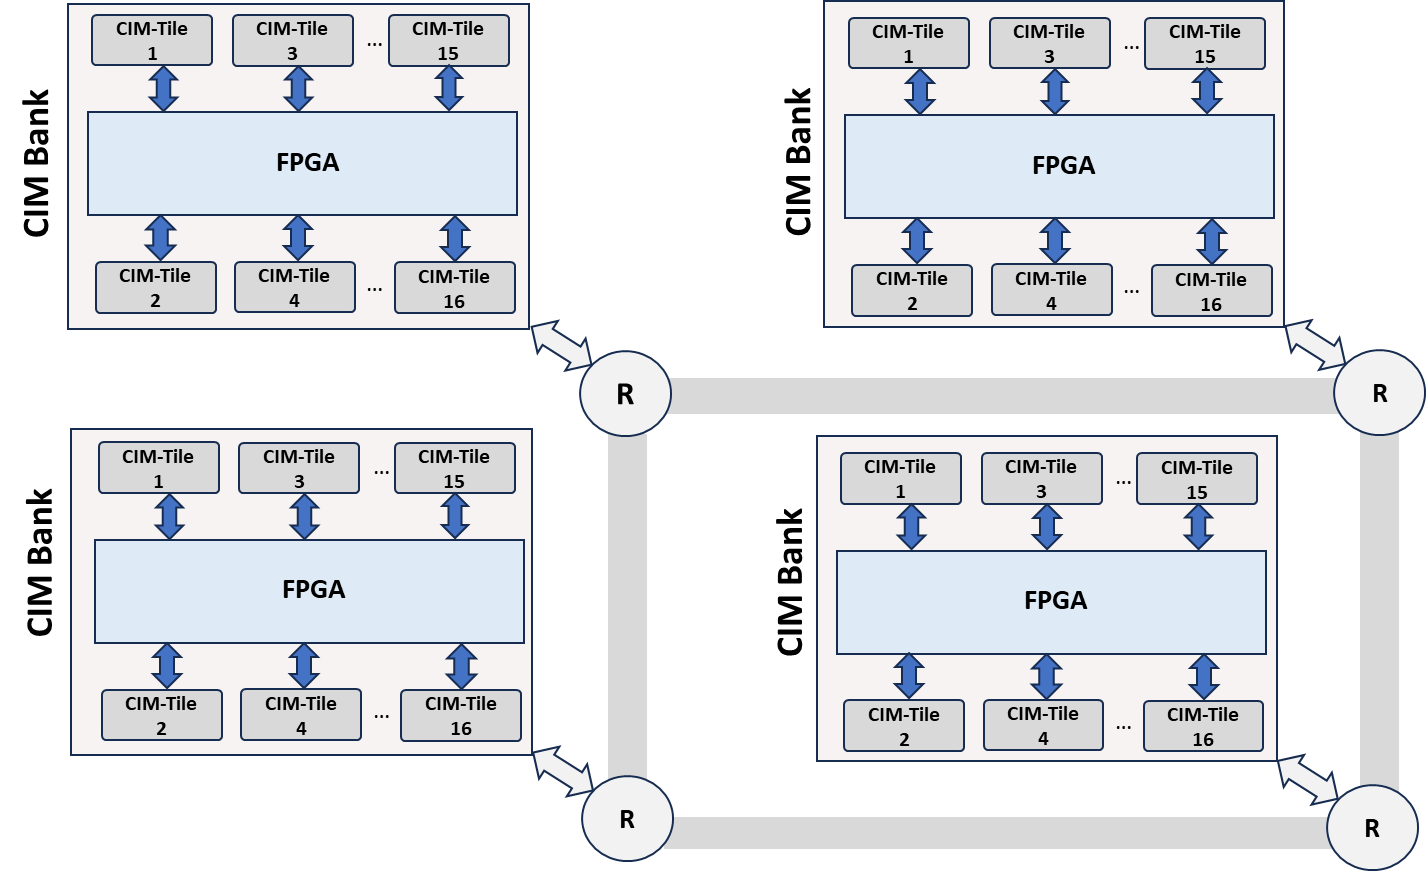 CIM Bank
CIM-Tile
1
CIM-Tile
3
...
CIM-Tile
15
FPGA
CIM-Tile
2
CIM-Tile
4
...
CIM-Tile
16
R
CIM Bank
CIM-Tile
1
CIM-Tile
3
...
CIM-Tile
15
FPGA
CIM-Tile
2
CIM-Tile
4
...
CIM-Tile
16
R
CIM Bank
CIM-Tile
1
CIM-Tile
3
...
CIM-Tile
15
FPGA
CIM-Tile
2
CIM-Tile
4
...
CIM-Tile
16
R
CIM Bank
CIM-Tile
1
CIM-Tile
3
...
CIM-Tile
15
FPGA
CIM-Tile
2
CIM-Tile
4
...
CIM-Tile
16
R